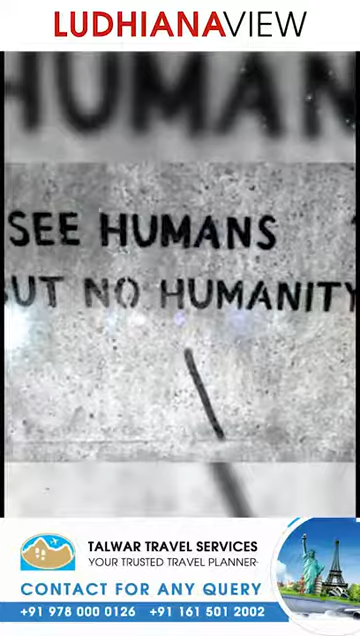 LUDHIANAVIEW
HUMAN
SEE HUMANS
BUT NO HUMANITY
TALWAR TRAVEL SERVICES
YOUR TRUSTED TRAVEL PLANNER
CONTACT FOR ANY QUERY
+91 978 000 0126 +91 161 501 2002